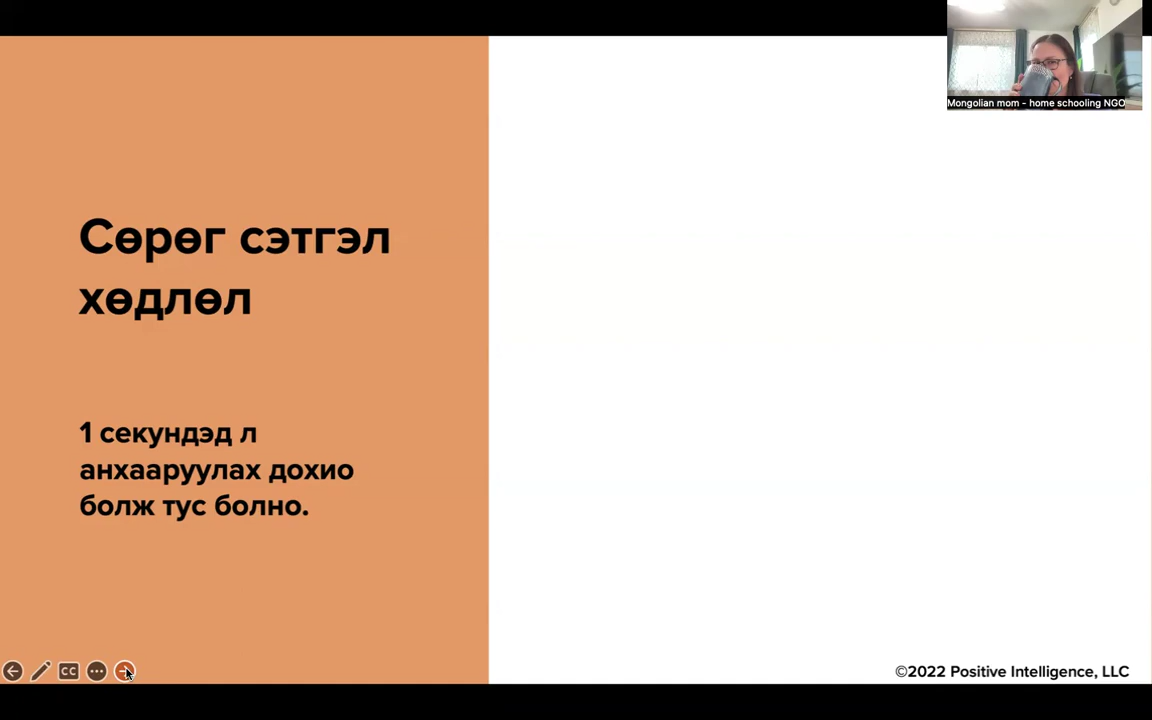 Mongolian mom - home schooling NGO
Сөрөг сэтгэл
хөдлөл
1 секундэд л
анхааруулах дохио
болж тус болно.
CC
©2022 Positive Intelligence, LLC